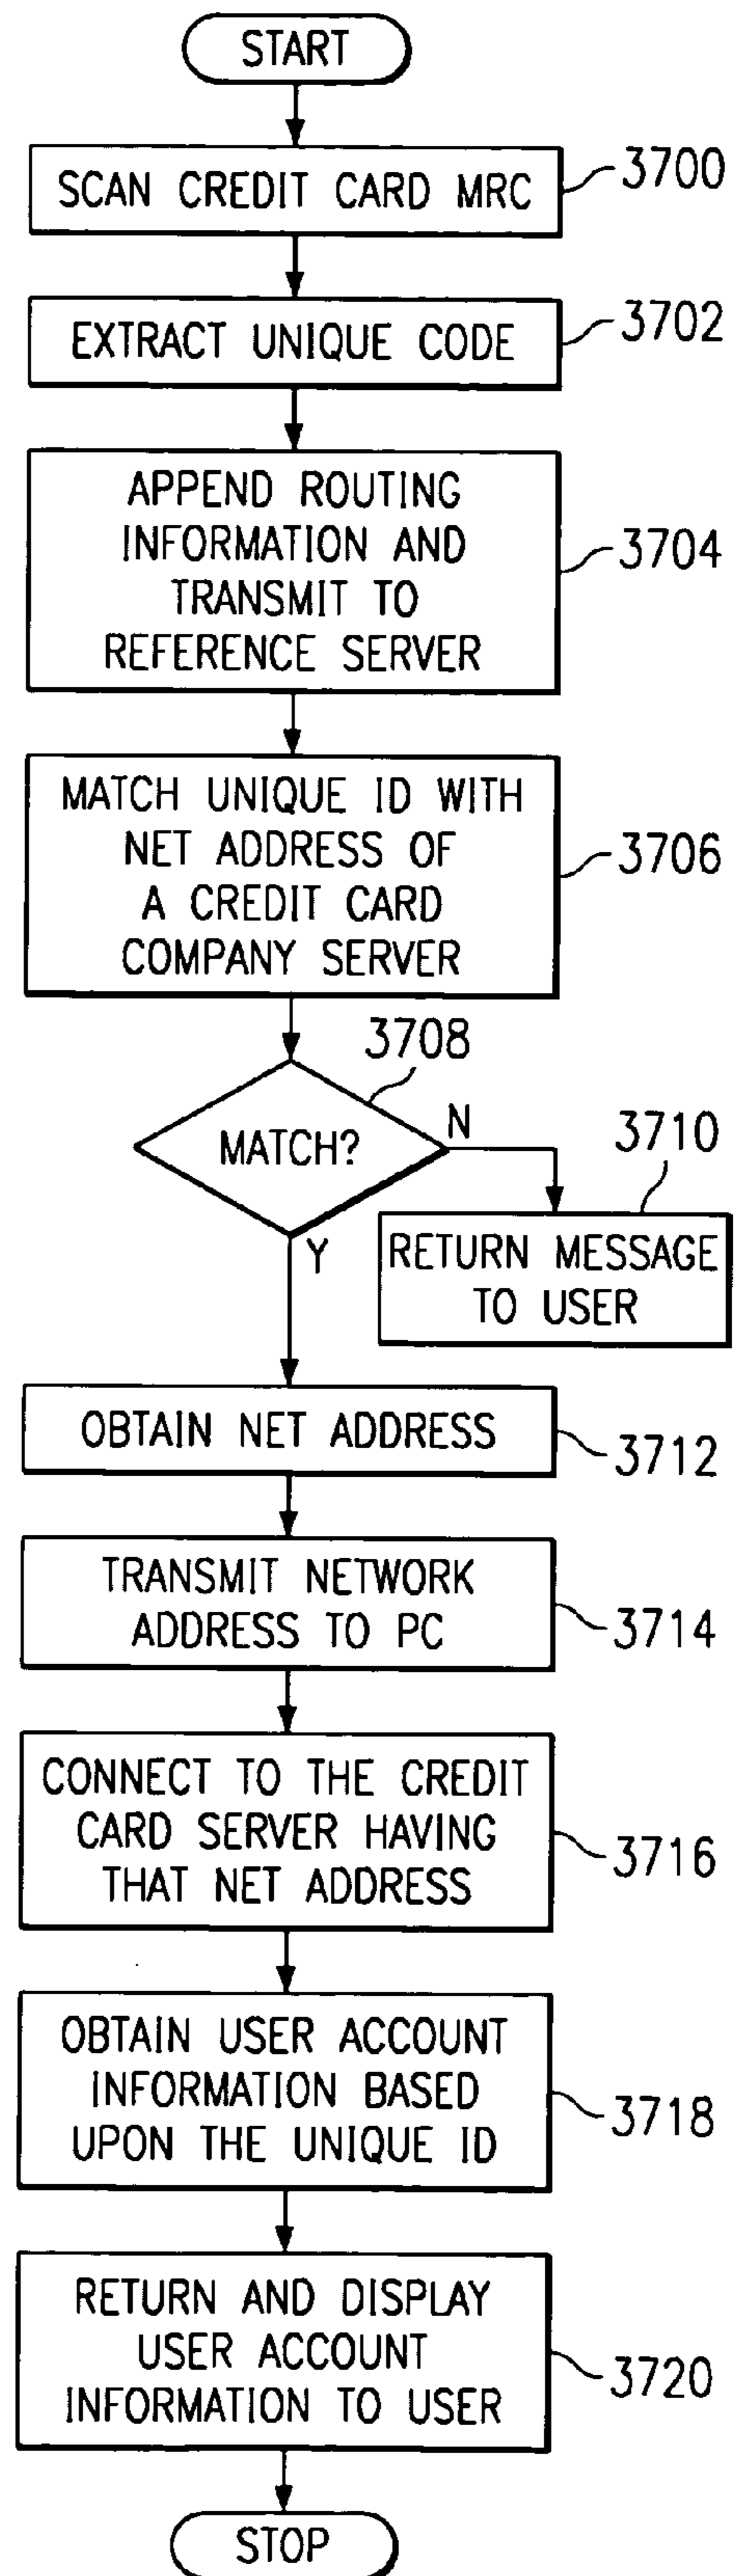 START
SCAN CREDIT CARD MRC
3700
EXTRACT UNIQUE CODE
3702
APPEND ROUTING
INFORMATION AND
TRANSMIT TO
REFERENCE SERVER
3704
MATCH UNIQUE ID WITH
NET ADDRESS OF
A CREDIT CARD
COMPANY SERVER
3706
3708
MATCH?
N
Y
3710
RETURN MESSAGE
TO USER
OBTAIN NET ADDRESS
3712
TRANSMIT NETWORK
ADDRESS TO PC
3714
CONNECT TO THE CREDIT
CARD SERVER HAVING
THAT NET ADDRESS
3716
OBTAIN USER ACCOUNT
INFORMATION BASED
UPON THE UNIQUE ID
3718
RETURN AND DISPLAY
USER ACCOUNT
INFORMATION TO USER
3720
STOP